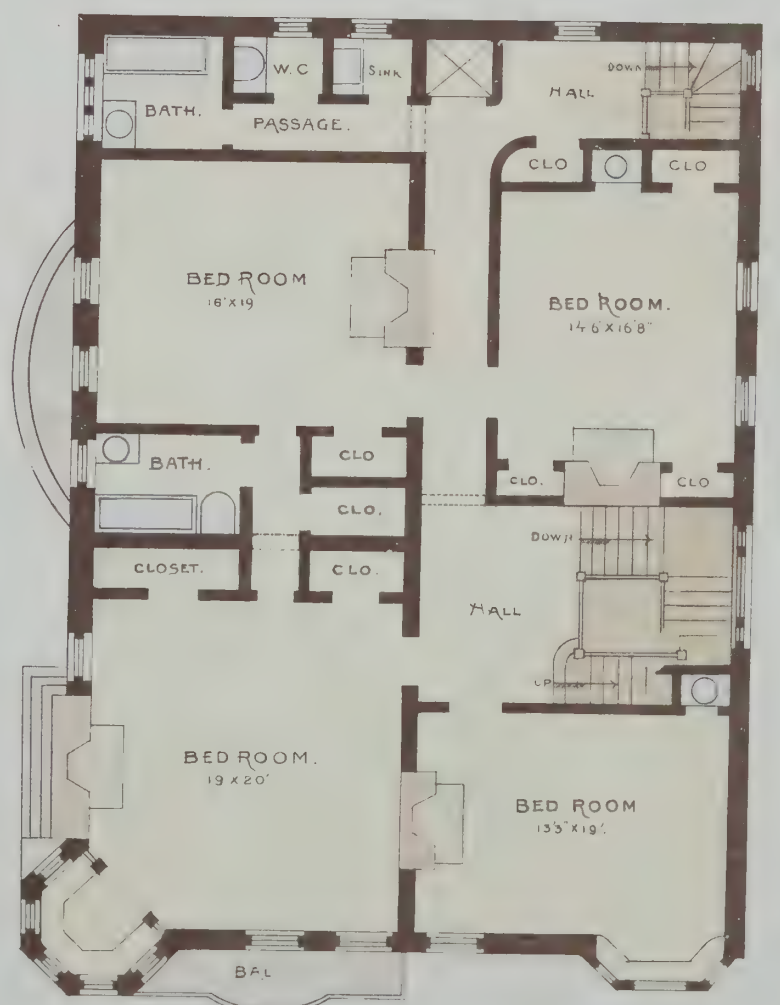 W.C
SINK
DOWN
HALL
BATH.
PASSAGE.
CLO
CLO
BED ROOM
16'X19
BED ROOM.
14'6"X16'8"
BATH.
CLO
CLO.
CLO
CLO.
DOWN
CLOSET.
CLO.
HALL
UP
BED ROOM.
19 X 20'
BED ROOM
13'3"X19'.
BAL